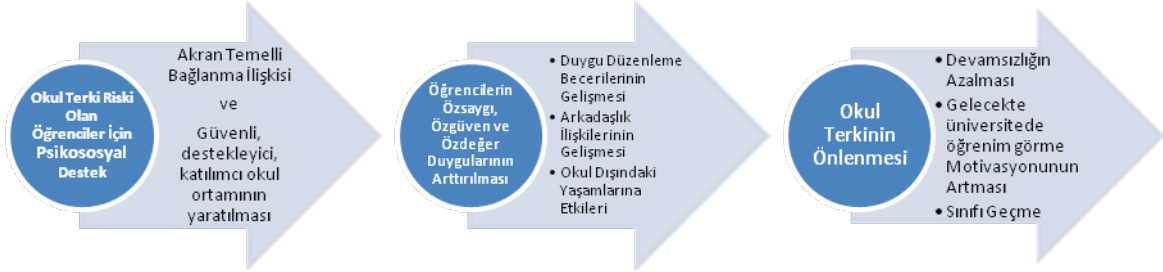 Okul Terki Riski
Olan
Öğrenciler İçin
Psikososyal
Destek
Akran Temelli
Bağlanma İlişkisi
ve
Güvenli,
destekleyici,
katılımcı okul
ortamının
yaratılması
Öğrencilerin
Özsaygı,
Özgüven ve
Özdeğer
Duygularının
Arttırılması
• Duygu Düzenleme
Becerilerinin
Gelişmesi
• Arkadaşlık
İlişkilerinin
Gelişmesi
• Okul Dışındaki
Yaşamlarına
Etkileri
Okul
Terkinin
Önlenmesi
• Devamsızlığın
Azalması
• Gelecekte
üniversitede
öğrenim görme
Motivasyonunun
Artması
• Sınıfı Geçme